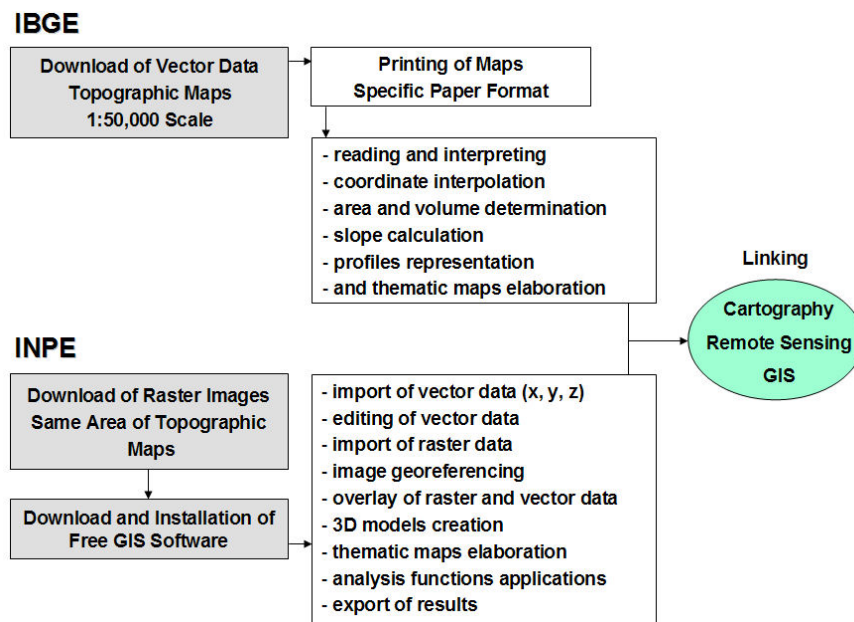 IBGE
Download of Vector Data
Topographic Maps
1:50,000 Scale
Printing of Maps
Specific Paper Format
- reading and interpreting
- coordinate interpolation
- area and volume determination
- slope calculation
- profiles representation
- and thematic maps elaboration
Linking
Cartography
Remote Sensing
GIS
INPE
Download of Raster Images
Same Area of Topographic
Maps
Download and Installation of
Free GIS Software
- import of vector data (x, y, z)
- editing of vector data
- import of raster data
- image georeferencing
- overlay of raster and vector data
- 3D models creation
- thematic maps elaboration
- analysis functions applications
- export of results